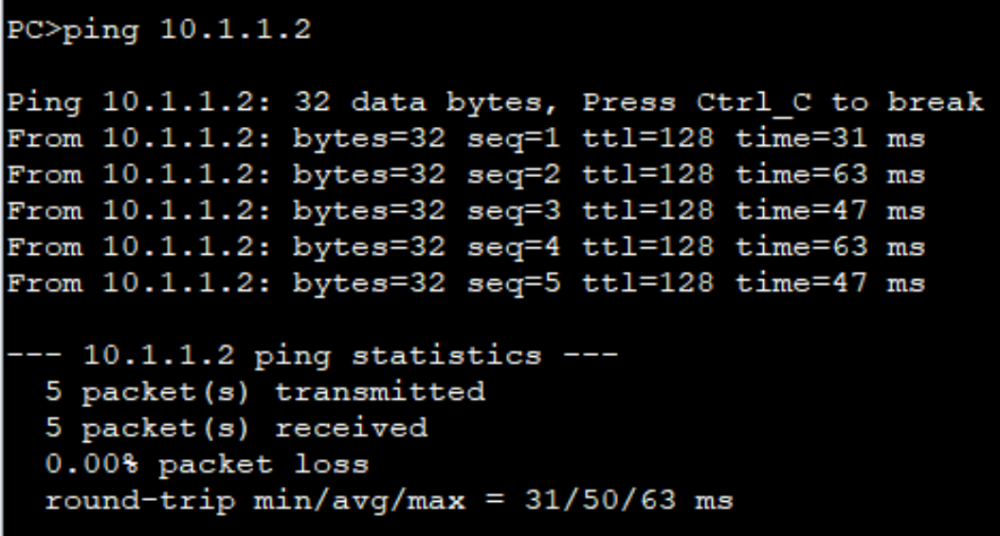 PC>ping 10.1.1.2
Ping 10.1.1.2: 32 data bytes, Press Ctrl_C to break
From 10.1.1.2: bytes=32 seq=1 ttl=128 time=31 ms
From 10.1.1.2: bytes=32 seq=2 ttl=128 time=63 ms
From 10.1.1.2: bytes=32 seq=3 ttl=128 time=47 ms
From 10.1.1.2: bytes=32 seq=4 ttl=128 time=63 ms
From 10.1.1.2: bytes=32 seq=5 ttl=128 time=47 ms
--- 10.1.1.2 ping statistics ---
5 packet(s) transmitted
5 packet(s) received
0.00% packet loss
round-trip min/avg/max = 31/50/63 ms